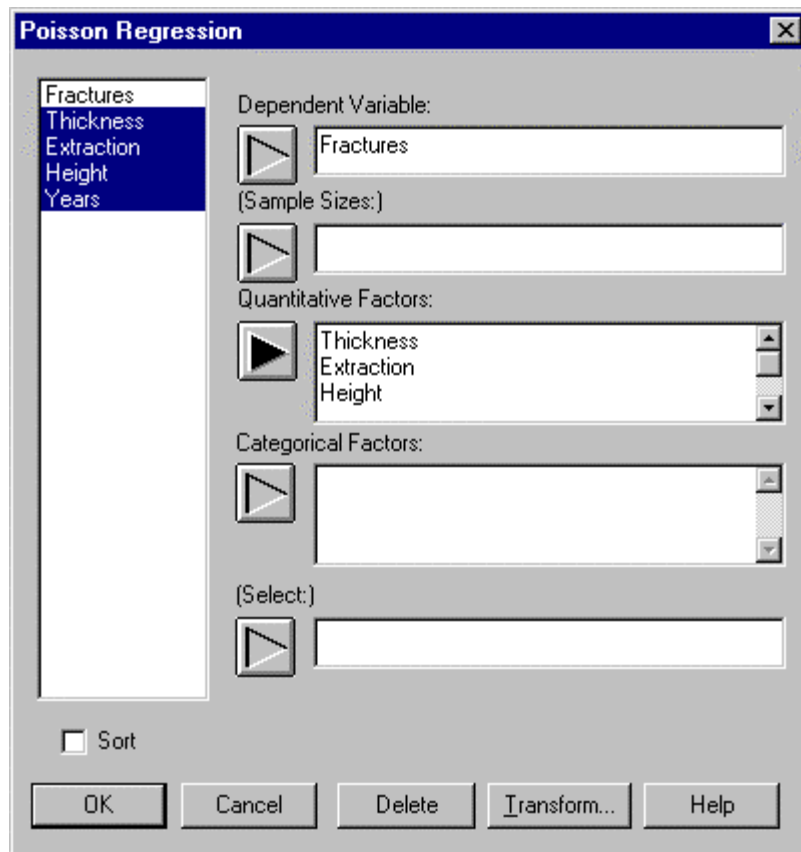 Poisson Regression
Fractures
Thickness
Extraction
Height
Years
Dependent Variable:
Fractures
(Sample Sizes:)
Quantitative Factors:
Thickness
Extraction
Height
Categorical Factors:
(Select:)
Sort
OK Cancel Delete Transform... Help